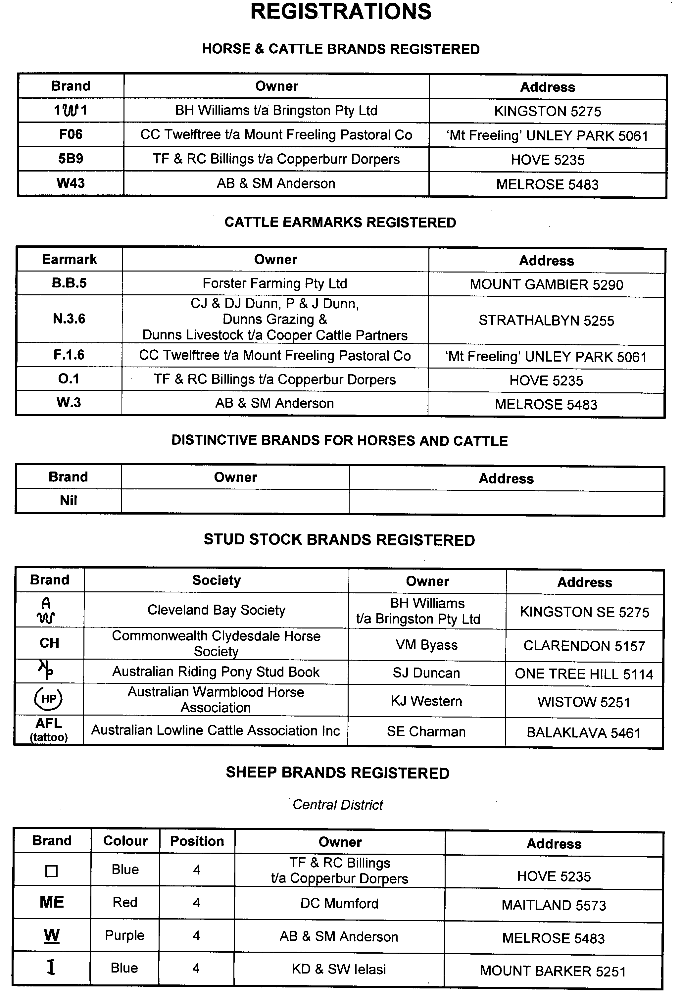 REGISTRATIONS
HORSE & CATTLE BRANDS REGISTERED
Brand Owner Address
1W1 BH Williams t/a Bringston Pty Ltd KINGSTON 5275
F06 CC Twelftree t/a Mount Freeling Pastoral Co ‘Mt Freeling’ UNLEY PARK 5061
5B9 TF & RC Billings t/a Copperburr Dorpers HOVE 5235
W43 AB & SM Anderson MELROSE 5483
CATTLE EARMARKS REGISTERED
Earmark Owner Address
B.B.5 Forster Farming Pty Ltd MOUNT GAMBIER 5290
CJ & DJ Dunn, P & J Dunn,
N.3.6 Dunns Grazing & STRATHALBYN 5255
Dunns Livestock t/a Cooper Cattle Partners
F.1.6 CC Twelftree t/a Mount Freeling Pastoral Co ‘Mt Freeling’ UNLEY PARK 5061
O.1 TF & RC Billings t/a Copperbur Dorpers HOVE 5235
W.3 AB & SM Anderson MELROSE 5483
DISTINCTIVE BRANDS FOR HORSES AND CATTLE
Brand Owner Address
Nil
STUD STOCK BRANDS REGISTERED
Brand Society Owner Address
A BH Williams
W Cleveland Bay Society t/a Bringston Pty Ltd KINGSTON SE 5275
Commonwealth Clydesdale Horse
CH Society VM Byass CLARENDON 5157
Australian Riding Pony Stud Book SJ Duncan ONE TREE HILL 5114
Australian Warmblood Horse
HP Association KJ Western WISTOW 5251
AFL
(tattoo) Australian Lowline Cattle Association Inc SE Charman BALAKLAVA 5461
SHEEP BRANDS REGISTERED
Central District
Brand Colour Position Owner Address
TF & RC Billings
□ Blue 4 t/a Copperbur Dorpers HOVE 5235
ME Red 4 DC Mumford MAITLAND 5573
W Purple 4 AB & SM Anderson MELROSE 5483
I Blue 4 KD & SW Ielasi MOUNT BARKER 5251